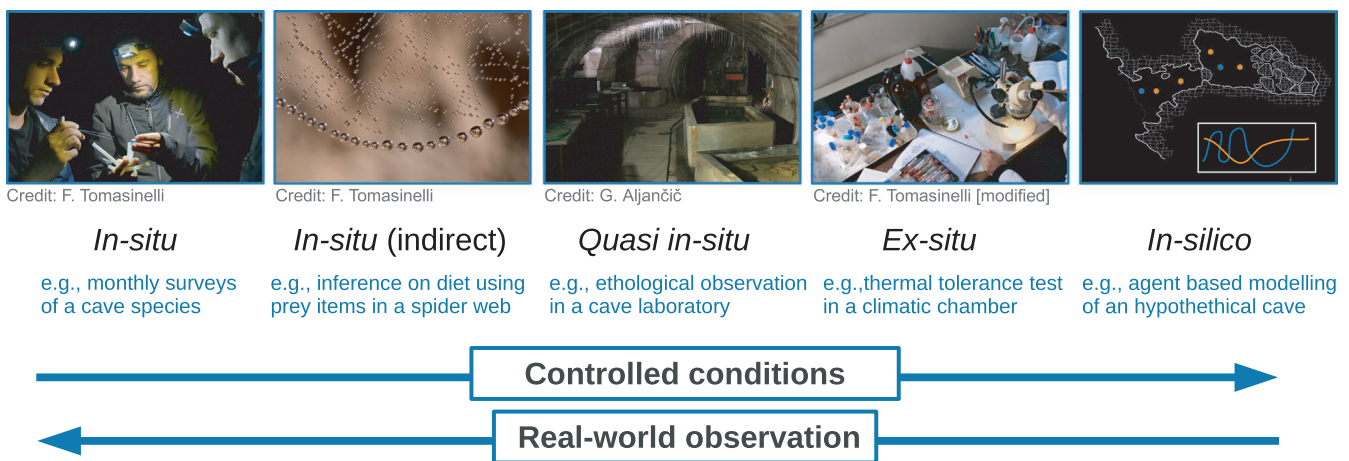 Credit: F. Tomasinelli
Credit: F. Tomasinelli
Credit: G. Aljančič
Credit: F. Tomasinelli [modified]
In-situ
In-situ (indirect)
Quasi in-situ
Ex-situ
In-silico
e.g., monthly surveys
of a cave species
e.g., inference on diet using
prey items in a spider web
e.g., ethological observation
in a cave laboratory
e.g.,thermal tolerance test
in a climatic chamber
e.g., agent based modelling
of an hypothethical cave
Controlled conditions
Real-world observation